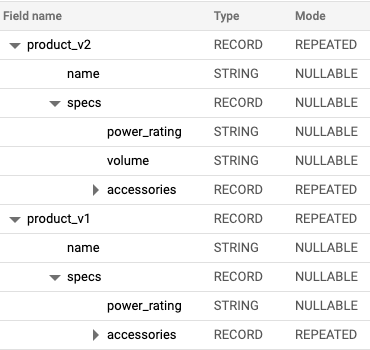 Field name Type Mode
product_v2 RECORD REPEATED
name STRING NULLABLE
specs RECORD NULLABLE
power_rating STRING NULLABLE
volume STRING NULLABLE
accessories RECORD REPEATED
product_v1 RECORD REPEATED
name STRING NULLABLE
specs RECORD NULLABLE
power_rating STRING NULLABLE
accessories RECORD REPEATED